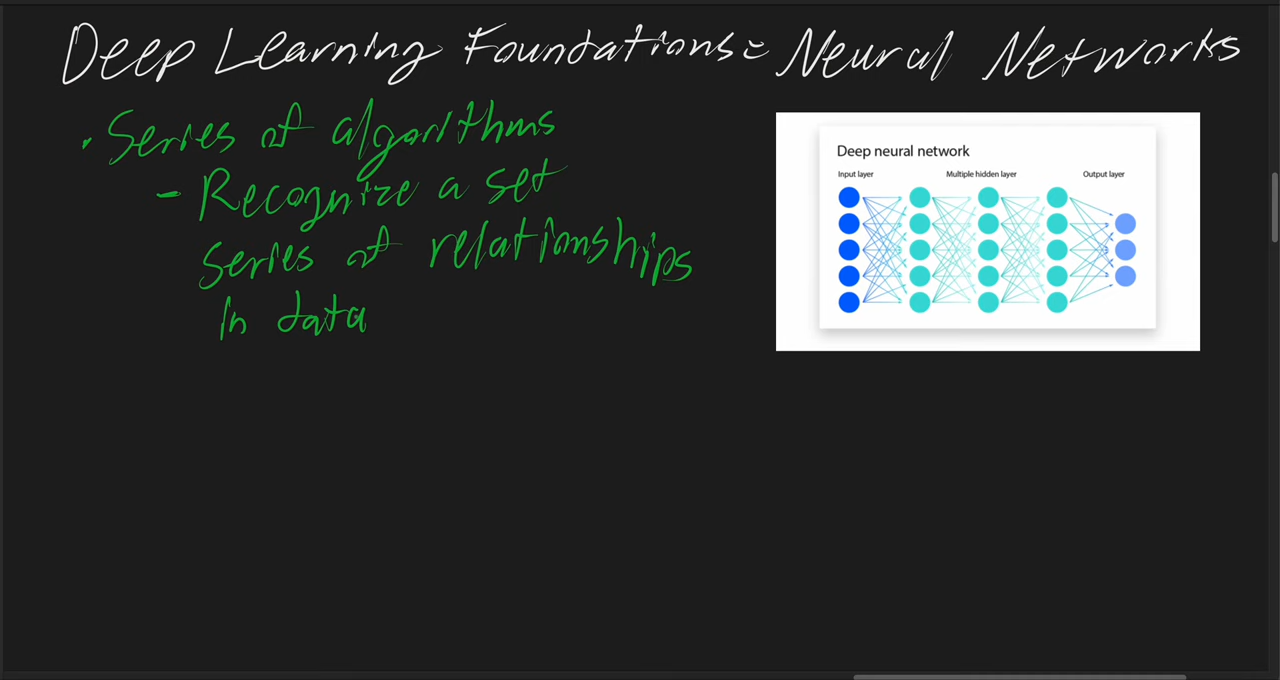 Deep Learning Foundations: Neural Networks
• Series of algorithms
- Recognize a set
series of relationships
in data
Deep neural network
Input layer
Multiple hidden layer
Output layer